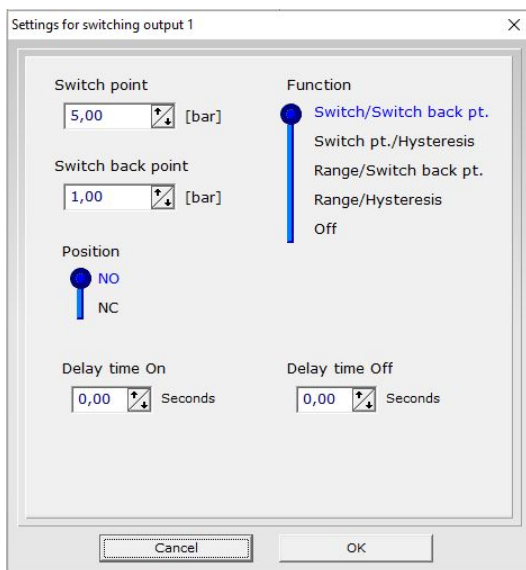 Settings for switching output 1
Switch point
5,00 [bar]
Switch back point
1,00 [bar]
Function
Switch/Switch back pt.
Switch pt./Hysteresis
Range/Switch back pt.
Range/Hysteresis
Off
Position
NO
NC
Delay time On
0,00 Seconds
Delay time Off
0,00 Seconds
Cancel
OK